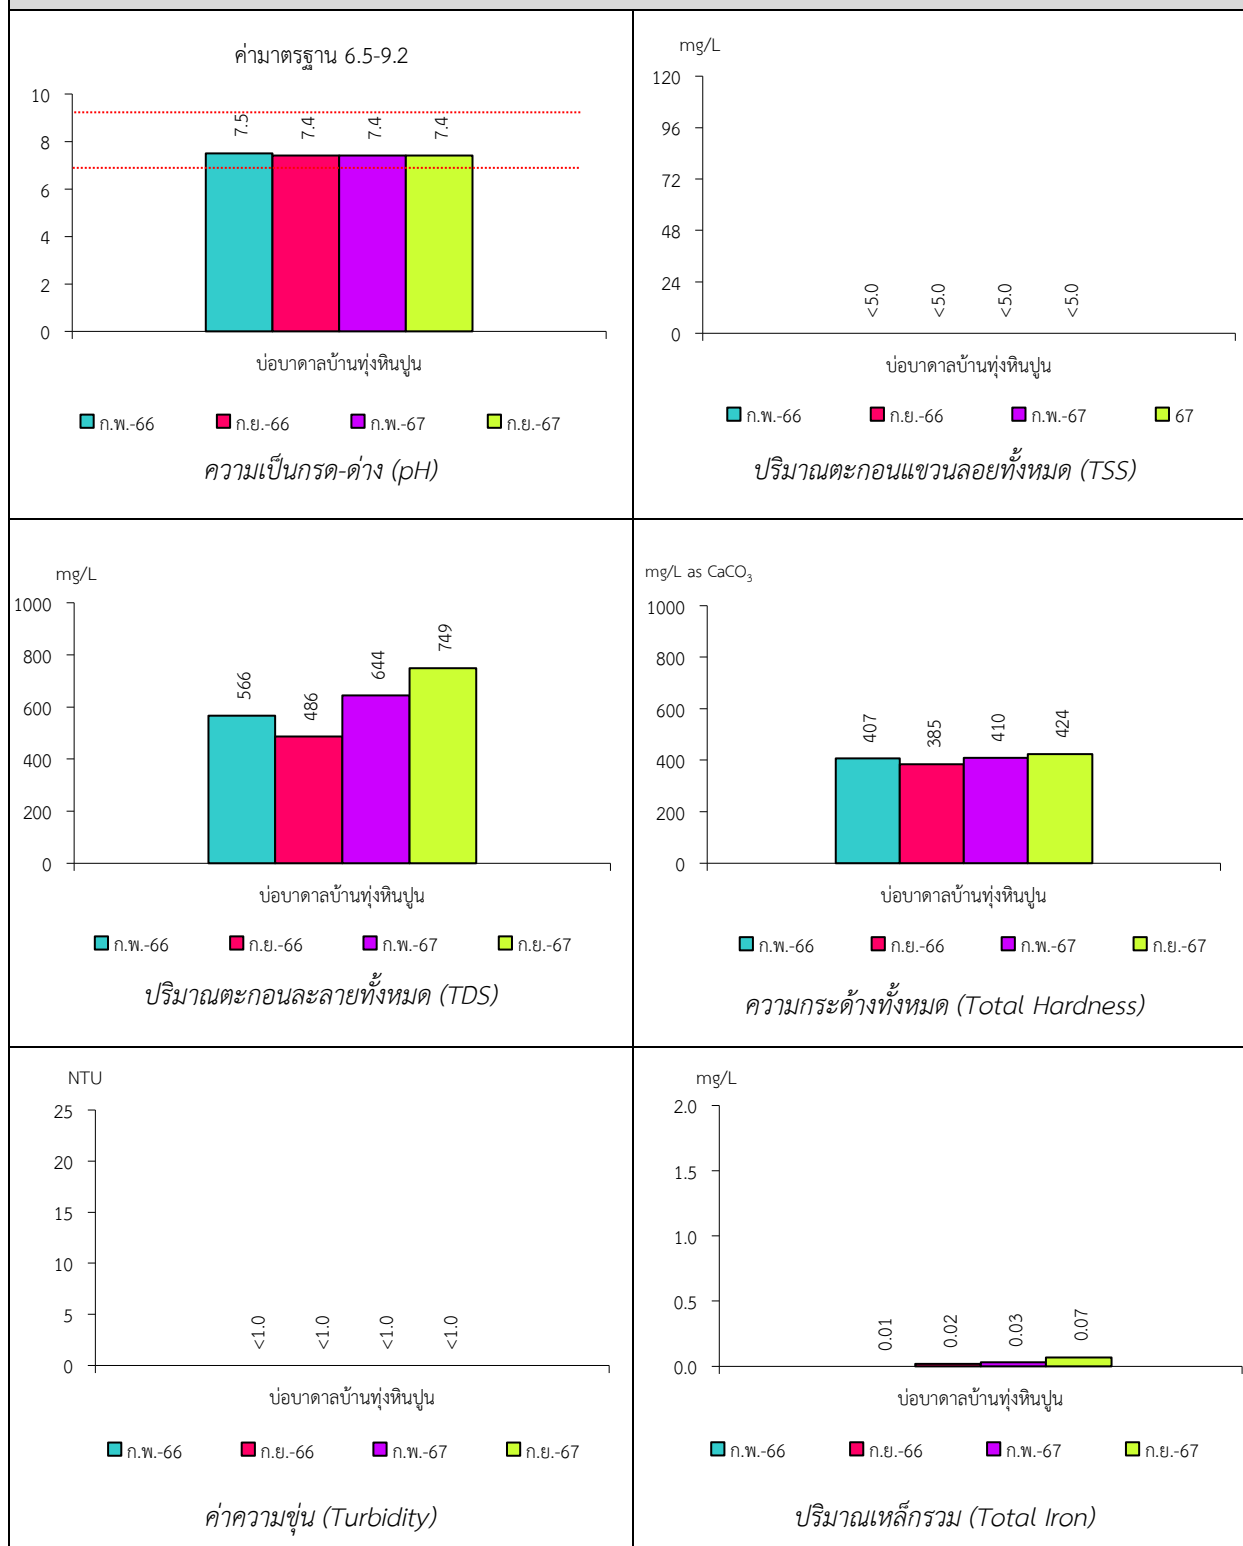 ค่ามาตรฐาน 6.5-9.2
10
8
6
4
2
0
7.5
7.4
7.4
7.4
บ่อบาดาลบ้านทุ่งหินปูน
ก.พ.-66 ก.ย.-66 ก.พ.-67 ก.ย.-67
ความเป็นกรด-ด่าง (pH)
mg/L
120
96
72
48
24
0
<5.0
<5.0
<5.0
<5.0
บ่อบาดาลบ้านทุ่งหินปูน
ก.พ.-66 ก.ย.-66 ก.พ.-67 67
ปริมาณตะกอนแขวนลอยทั้งหมด (TSS)
mg/L
1000
800
600
400
200
0
566
486
644
749
บ่อบาดาลบ้านทุ่งหินปูน
ก.พ.-66 ก.ย.-66 ก.พ.-67 ก.ย.-67
ปริมาณตะกอนละลายทั้งหมด (TDS)
mg/L as CaCO₃
1000
800
600
400
200
0
407
385
410
424
บ่อบาดาลบ้านทุ่งหินปูน
ก.พ.-66 ก.ย.-66 ก.พ.-67 ก.ย.-67
ความกระด้างทั้งหมด (Total Hardness)
NTU
25
20
15
10
5
0
<1.0
<1.0
<1.0
<1.0
บ่อบาดาลบ้านทุ่งหินปูน
ก.พ.-66 ก.ย.-66 ก.พ.-67 ก.ย.-67
ค่าความขุ่น (Turbidity)
mg/L
2.0
1.5
1.0
0.5
0.0
0.01
0.02
0.03
0.07
บ่อบาดาลบ้านทุ่งหินปูน
ก.พ.-66 ก.ย.-66 ก.พ.-67 ก.ย.-67
ปริมาณเหล็กรวม (Total Iron)